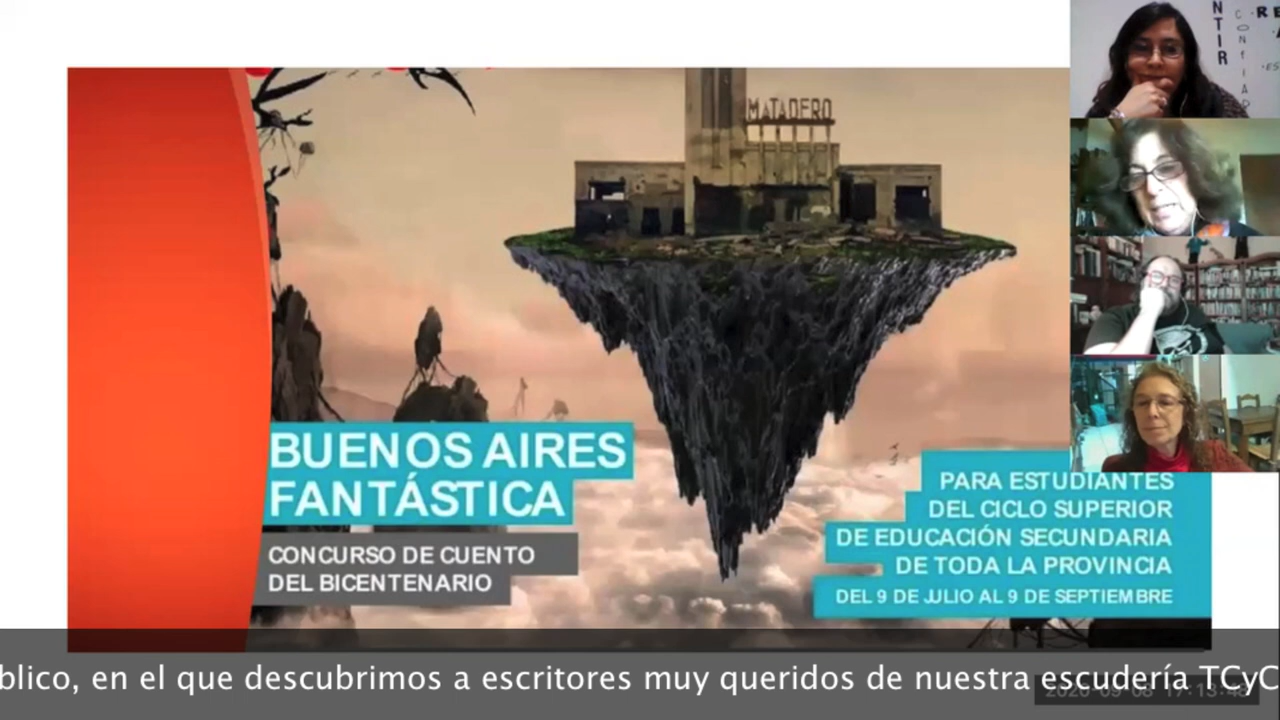 MATADERO
BUENOS AIRES
FANTÁSTICA
CONCURSO DE CUENTO
DEL BICENTENARIO
PARA ESTUDIANTES
DEL CICLO SUPERIOR
DE EDUCACIÓN SECUNDARIA
DE TODA LA PROVINCIA
DEL 9 DE JULIO AL 9 DE SEPTIEMBRE
NTIR
CONFIAR
blico, en el que descubrimos a escritores muy queridos de nuestra escudería TCyC